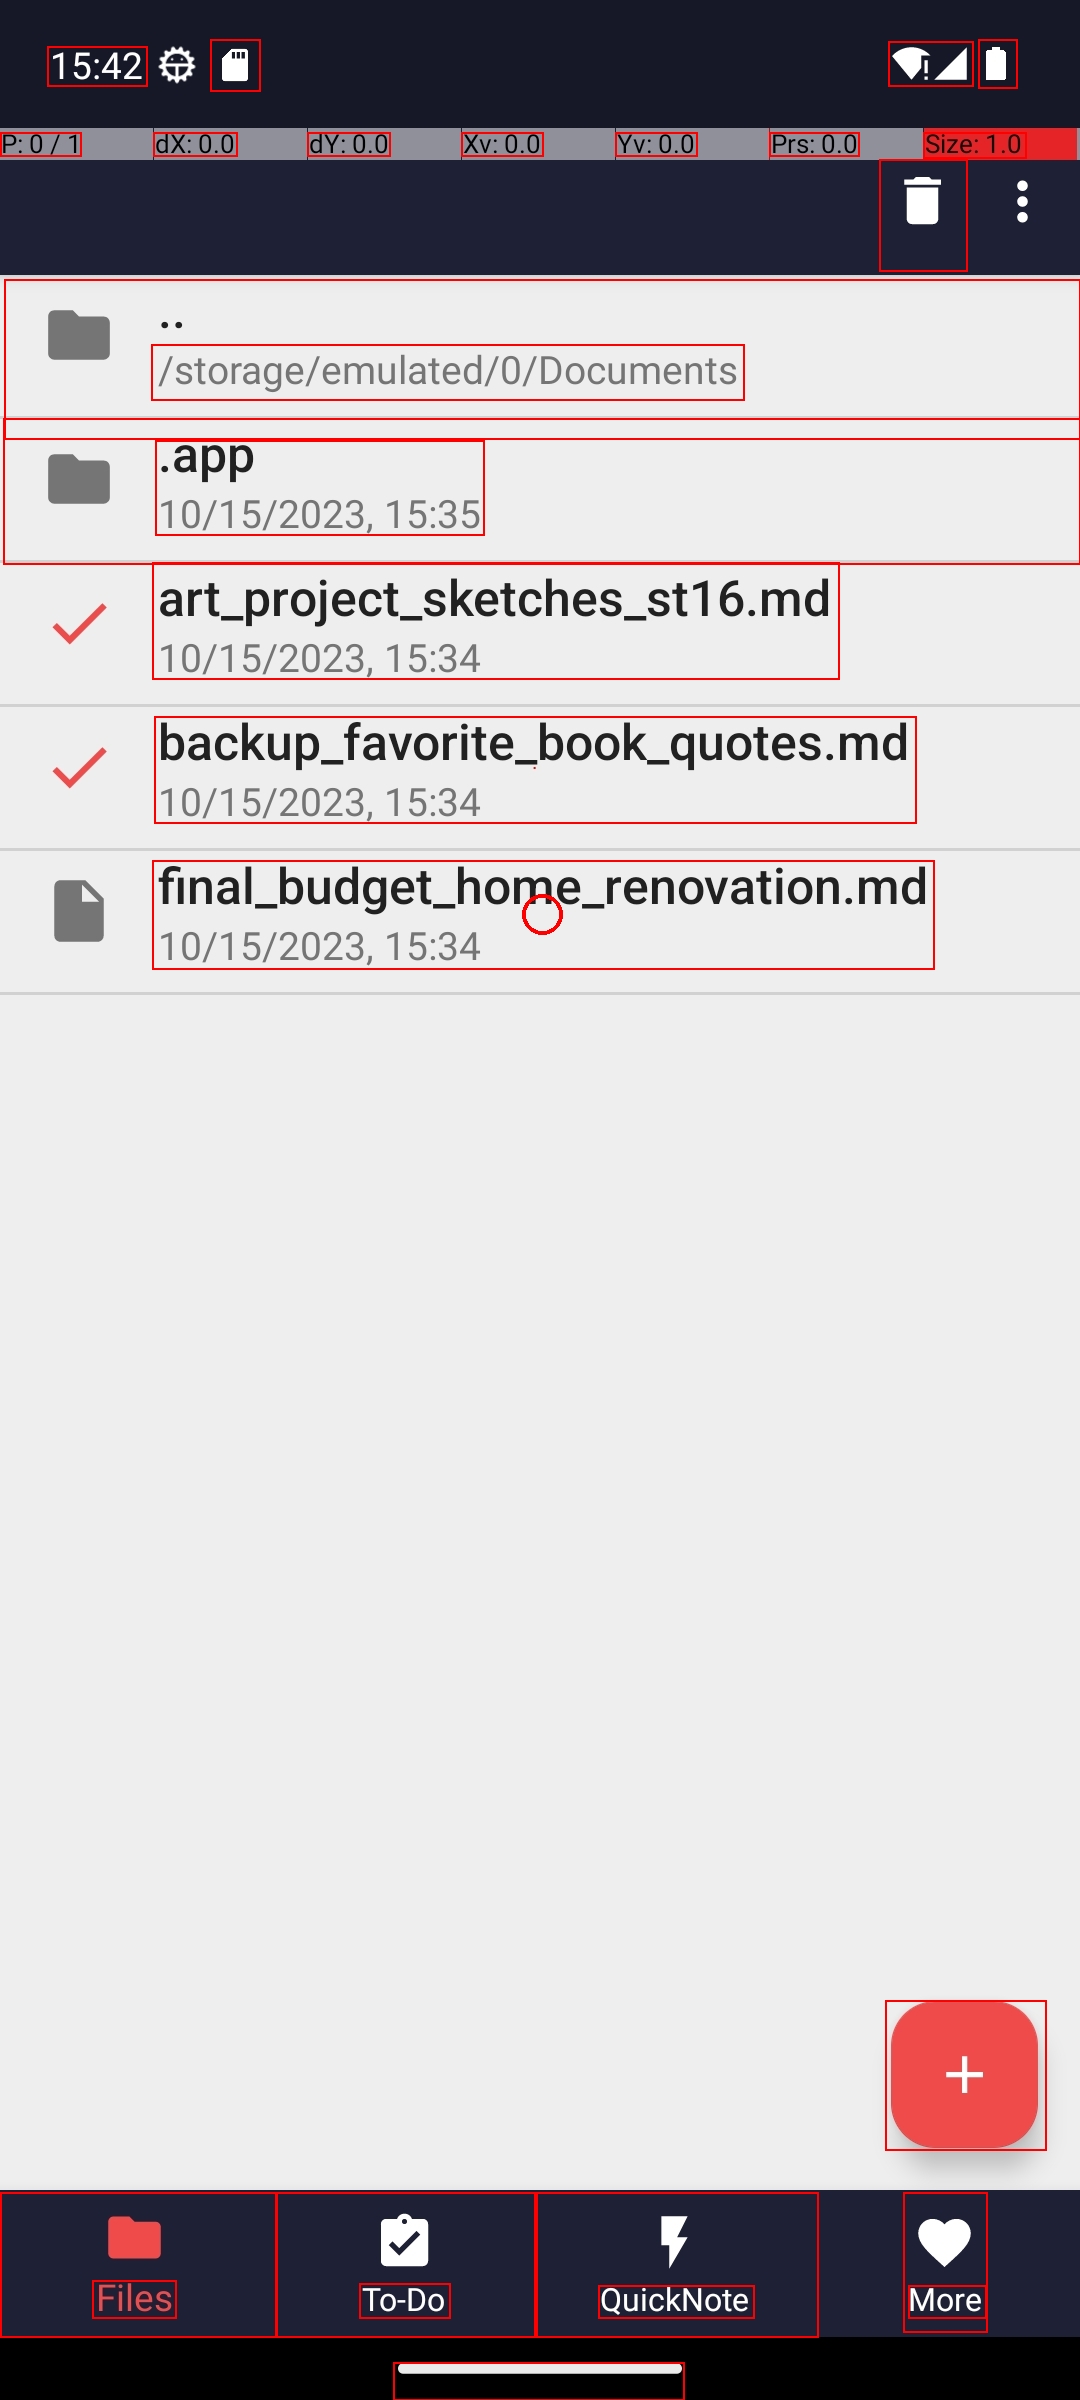 15:42
P: 0 / 1
dX: 0.0
dY: 0.0
Xv: 0.0
Yv: 0.0
Prs: 0.0
Size: 1.0
..
/storage/emulated/0/Documents
.app
10/15/2023, 15:35
art_project_sketches_st16.md
10/15/2023, 15:34
backup_favorite_book_quotes.md
10/15/2023, 15:34
final_budget_home_renovation.md
10/15/2023, 15:34
Files
To-Do
QuickNote
More